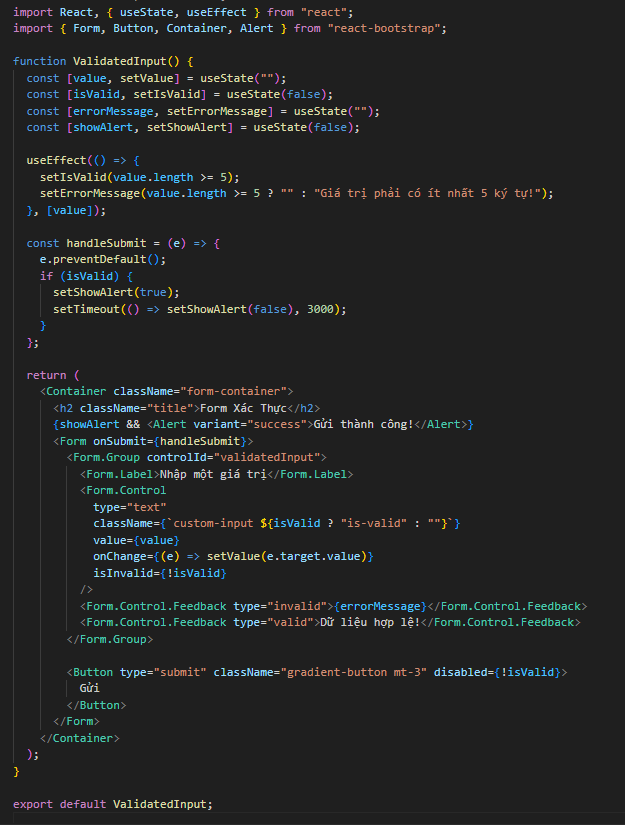 import React, { useState, useEffect } from "react";
import { Form, Button, Container, Alert } from "react-bootstrap";

function ValidatedInput() {
  const [value, setValue] = useState("");
  const [isValid, setIsValid] = useState(false);
  const [errorMessage, setErrorMessage] = useState("");
  const [showAlert, setShowAlert] = useState(false);

  useEffect(() => {
    setIsValid(value.length >= 5);
    setErrorMessage(value.length >= 5 ? "" : "Giá trị phải có ít nhất 5 ký tự!");
  }, [value]);

  const handleSubmit = (e) => {
    e.preventDefault();
    if (isValid) {
      setShowAlert(true);
      setTimeout(() => setShowAlert(false), 3000);
    }
  };

  return (
    <Container className="form-container">
      <h2 className="title">Form Xác Thực</h2>
      {showAlert && <Alert variant="success">Gửi thành công!</Alert>}
      <Form onSubmit={handleSubmit}>
        <Form.Group controlId="validatedInput">
          <Form.Label>Nhập một giá trị</Form.Label>
          <Form.Control
            type="text"
            className={`custom-input ${isValid ? "is-valid" : ""}`}
            value={value}
            onChange={(e) => setValue(e.target.value)}
            isInvalid={!isValid}
          />
          <Form.Control.Feedback type="invalid">{errorMessage}</Form.Control.Feedback>
          <Form.Control.Feedback type="valid">Dữ liệu hợp lệ!</Form.Control.Feedback>
        </Form.Group>

        <Button type="submit" className="gradient-button mt-3" disabled={!isValid}>
          Gửi
        </Button>
      </Form>
    </Container>
  );
}

export default ValidatedInput;